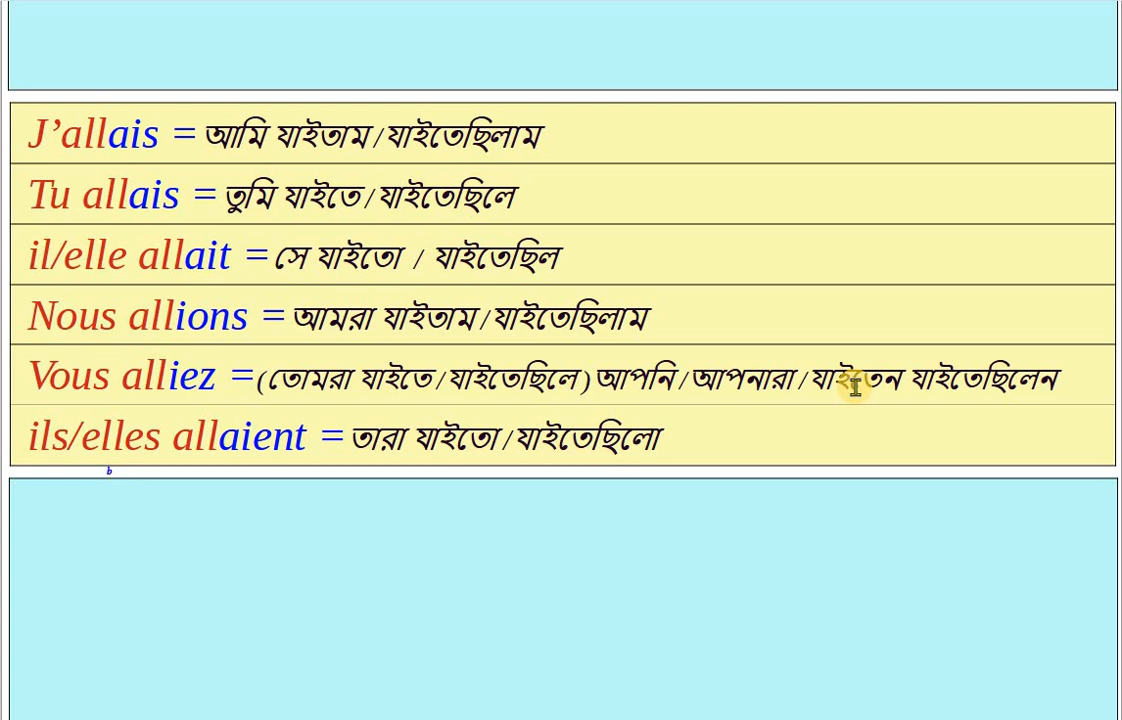 J’allais = আমি যাইতাম /যাইতেছিলাম
Tu allais = তুমি যাইতে /যাইতেছিলে
il/elle allait = সে যাইতো / যাইতেছিল
Nous allions = আমরা যাইতাম /যাইতেছিলাম
Vous alliez =(তোমরা যাইতে /যাইতেছিলে ) আপনি /আপনারা /যাইতেন যাইতেছিলেন
ils/elles allaient = তারা যাইতো /যাইতেছিলো
b